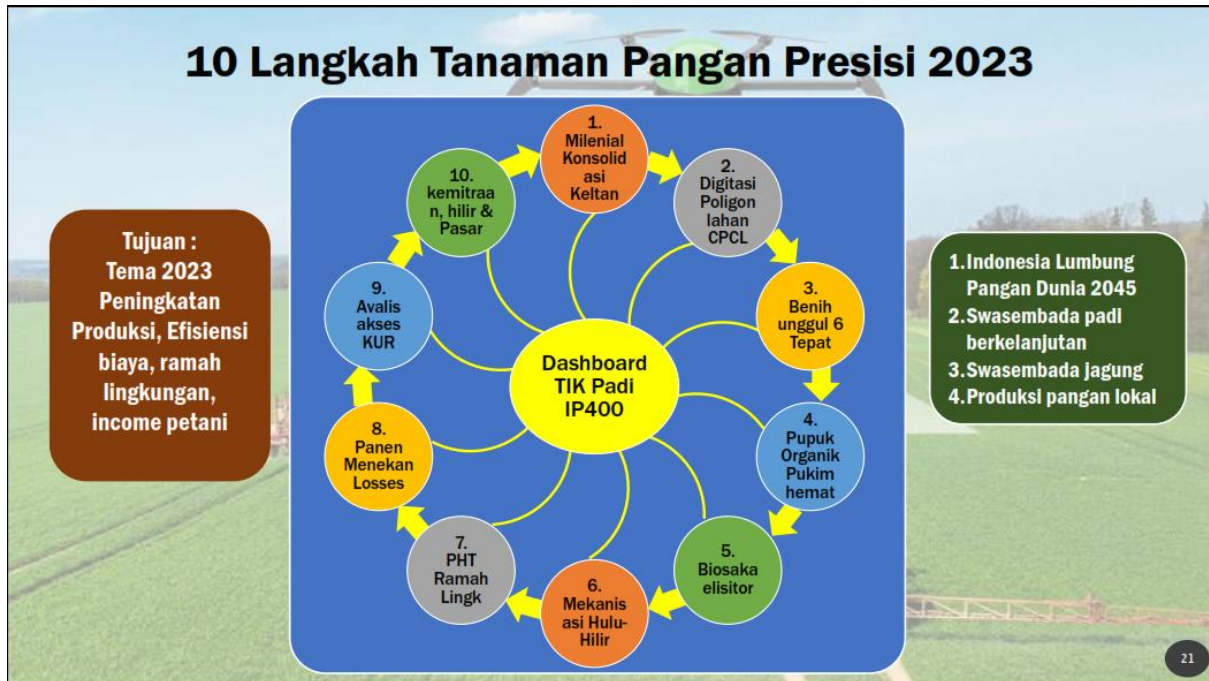 10 Langkah Tanaman Pangan Presisi 2023
Tujuan :
Tema 2023
Peningkatan
Produksi, Efisiensi
biaya, ramah
lingkungan,
income petani
1.
Milenial
Konsolid
asi
Keltan
2.
Digitasi
Poligon
lahan
CPCL
3.
Benih
unggul 6
Tepat
4.
Pupuk
Organik
Pukim
hemat
5.
Biosaka
elisitor
6.
Mekanis
asi Hulu-
Hilir
7.
PHT
Ramah
Lingk
8.
Panen
Menekan
Losses
9.
Avalis
akses
KUR
10.
kemitraa
n, hilir &
Pasar
Dashboard
TIK Padi
IP400
1.Indonesia Lumbung
Pangan Dunia 2045
2.Swasembada padi
berkelanjutan
3.Swasembada jagung
4.Produksi pangan lokal
21